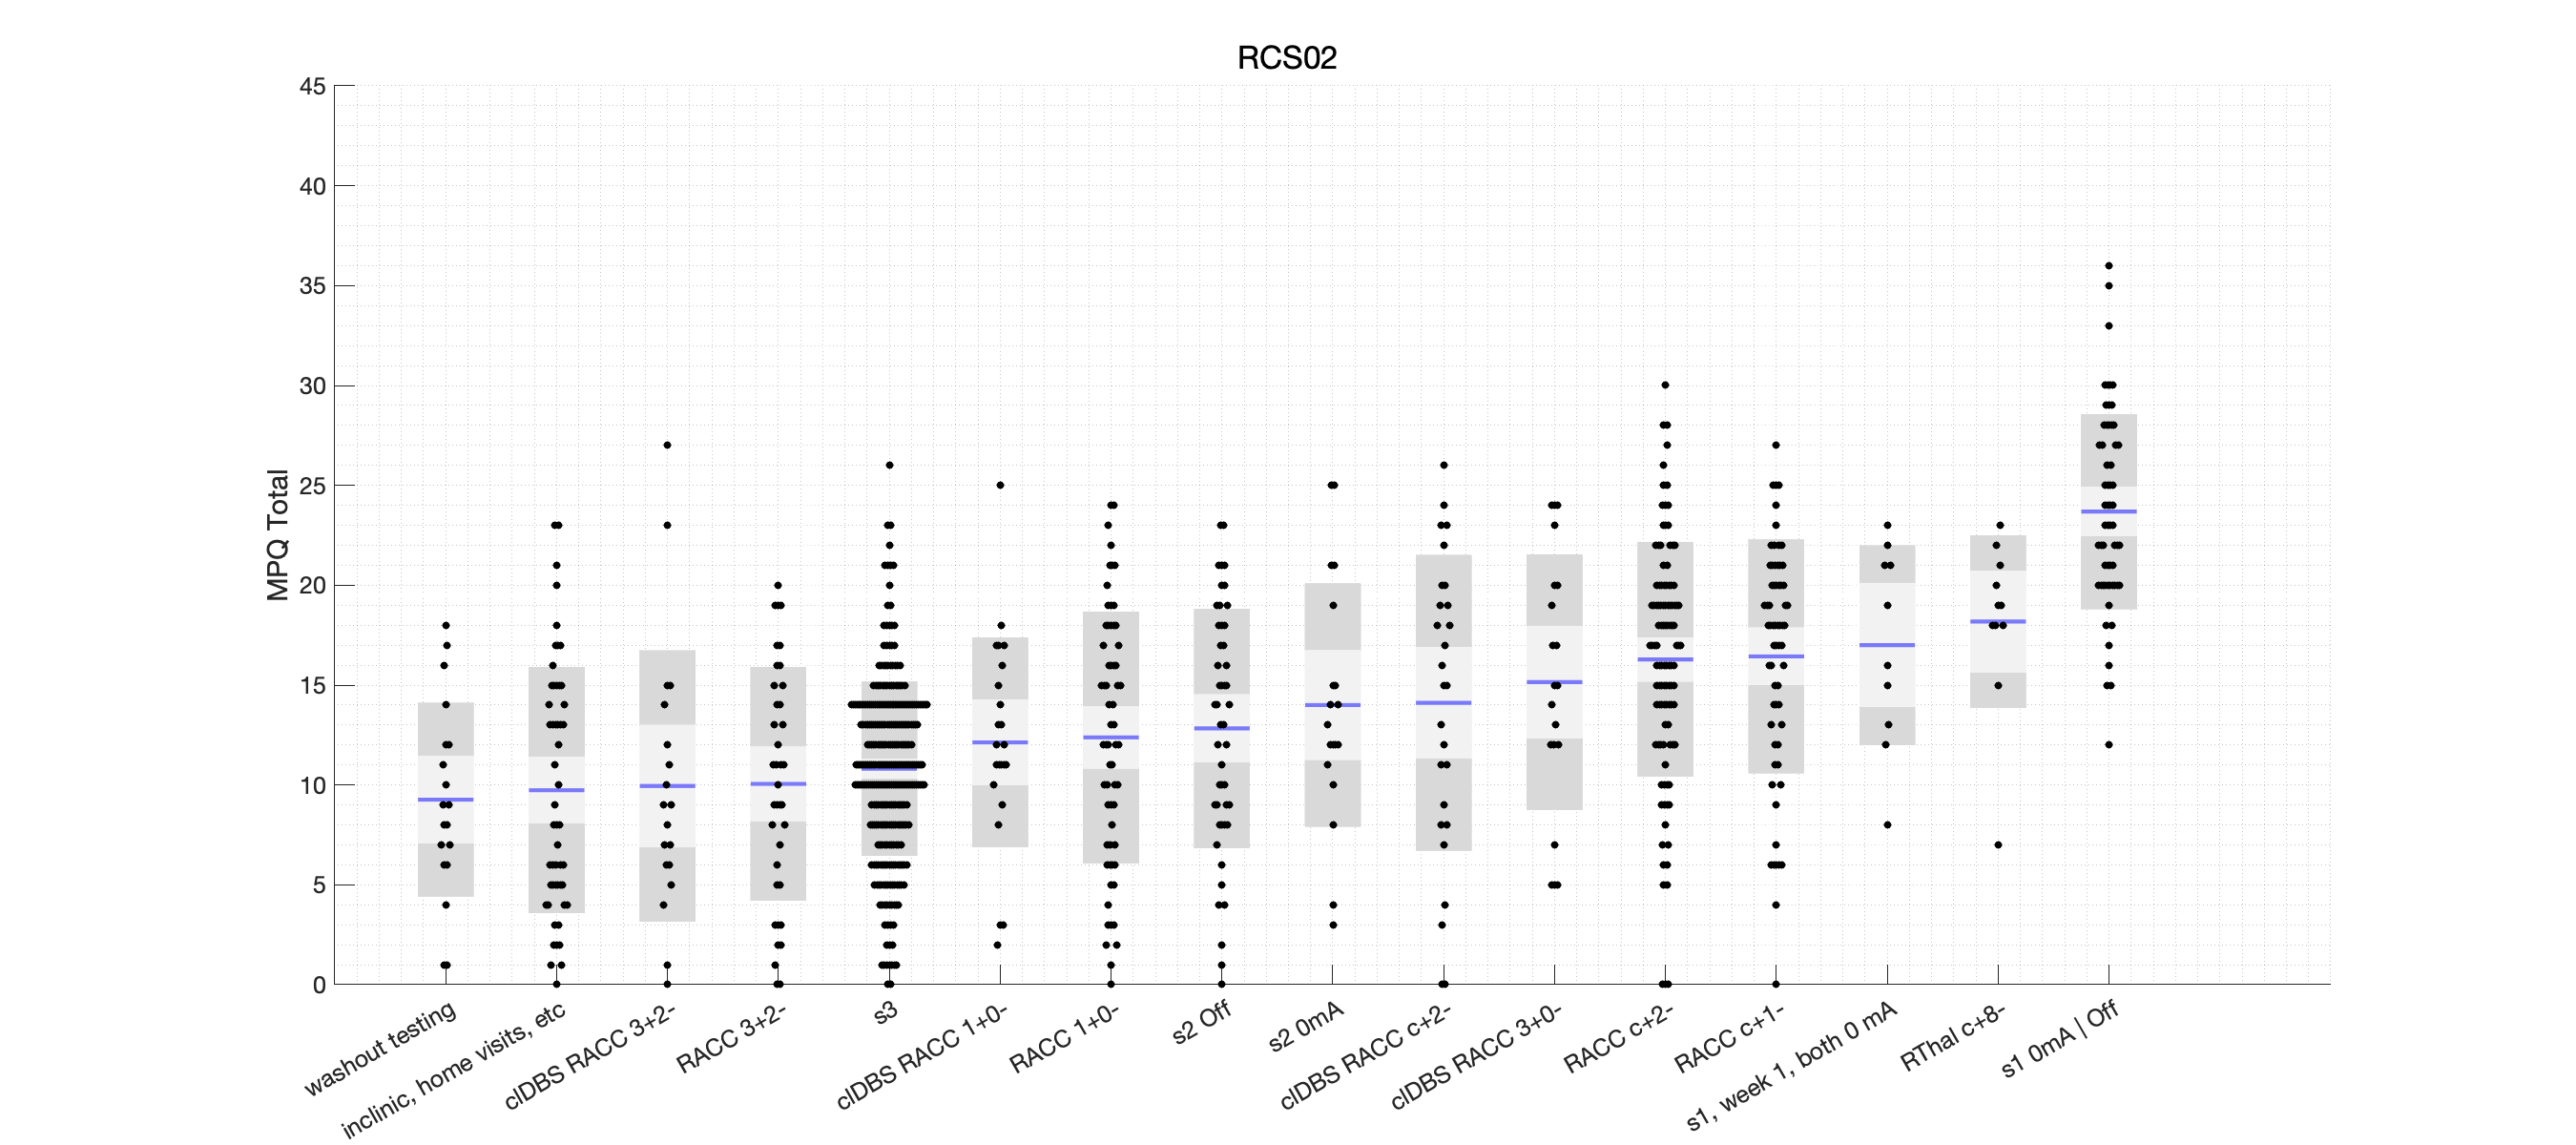 RCS02
45
40
35
30
25
20
15
10
5
0
MPQ Total
washout testing
inclinic, home visits, etc
clDBS RACC 3+2-
RACC 3+2-
s3
clDBS RACC 1+0-
RACC 1+0-
s2 Off
s2 0mA
clDBS RACC c+2-
clDBS RACC 3+0-
RACC c+2-
RACC c+1-
s1, week 1, both 0 mA
RThal c+8-
s1 0mA | Off